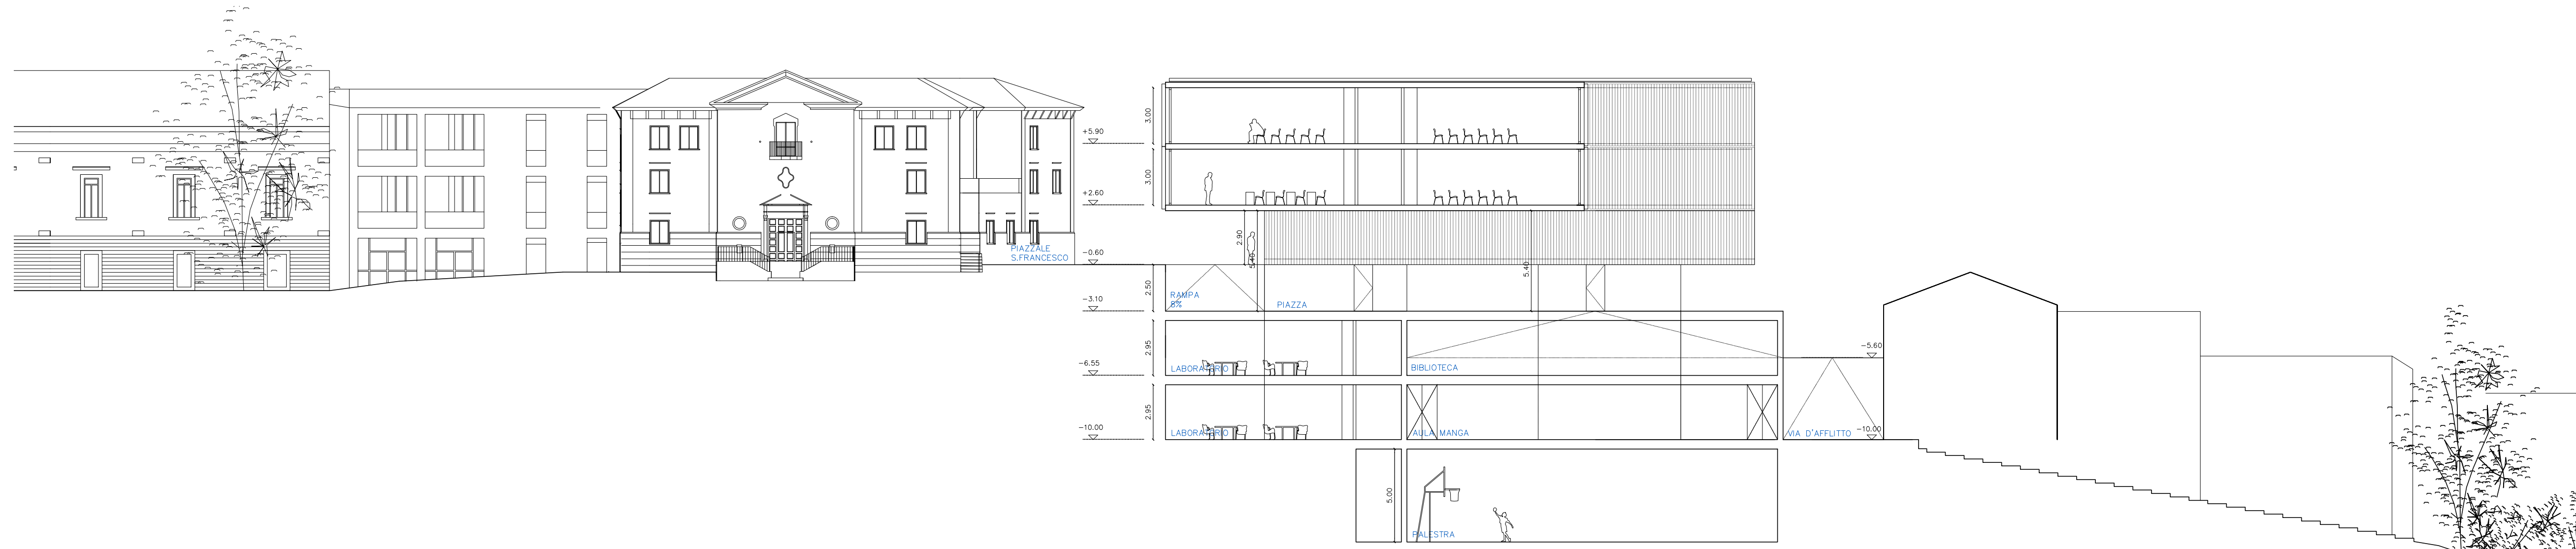 +5.90
3.00
+2.60
3.00
PIAZZALE
S.FRANCESCO
-0.60
2.90
5.40
5.40
2.50
RAMPA
8%
PIAZZA
-3.10
2.95
-6.55
LABORATORIO
BIBLIOTECA
-5.60
2.95
-10.00
LABORATORIO
AULA MANGA
VIA D'AFFLITTO
-10.00
5.00
PALESTRA